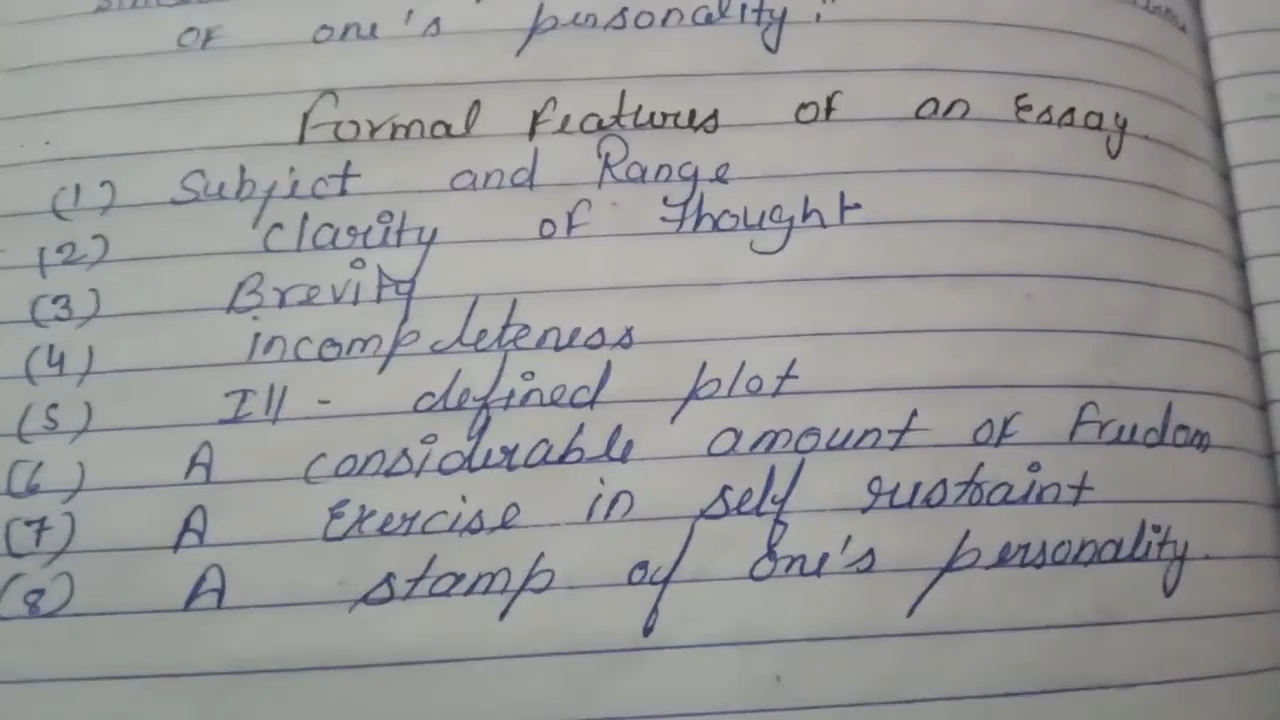 of one's personality."
Formal Features of an Essay
(1) Subject and Range
(2) Clarity of Thought
(3) Brevity
(4) incompleteness
(5) Ill - defined plot
(6) A considerable amount of Freedom
(7) A Exercise in self restraint
(8) A stamp of One's personality.